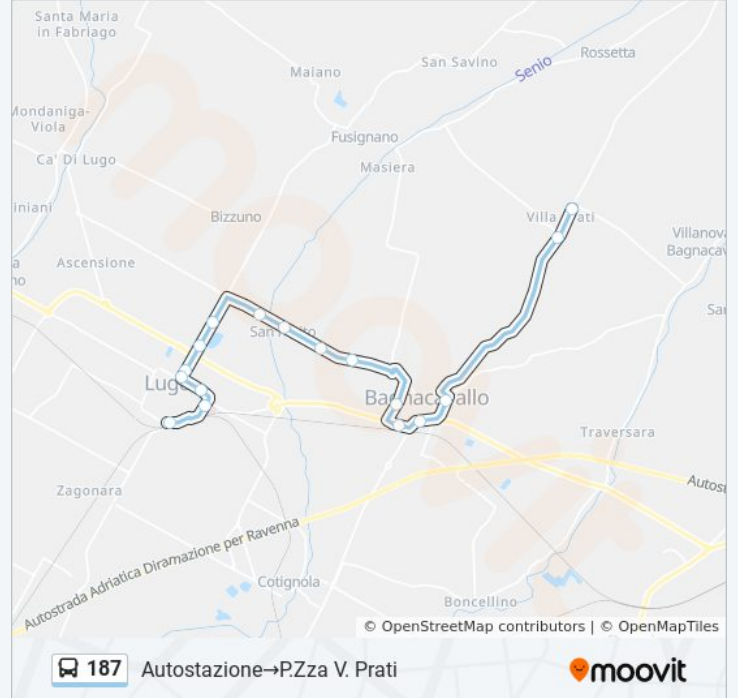 Santa Maria
in Fabriago
Rossetta
San Savino
Senio
Maiano
Mondaniga-
Viola
Fusignano
Ca' Di Lugo
Masiera
Bizzuno
Villa Prati
Villanova
Bagnacav
Ascensione
Lugo
Bagnacavallo
Traversara
Zagonara
Autost
Autostrada Adriatica Diramazione per Ravenna
Cotignola
Boncellino
© OpenStreetMap contributors | © OpenMapTiles
187 Autostazione→P.Zza V. Prati
moovit